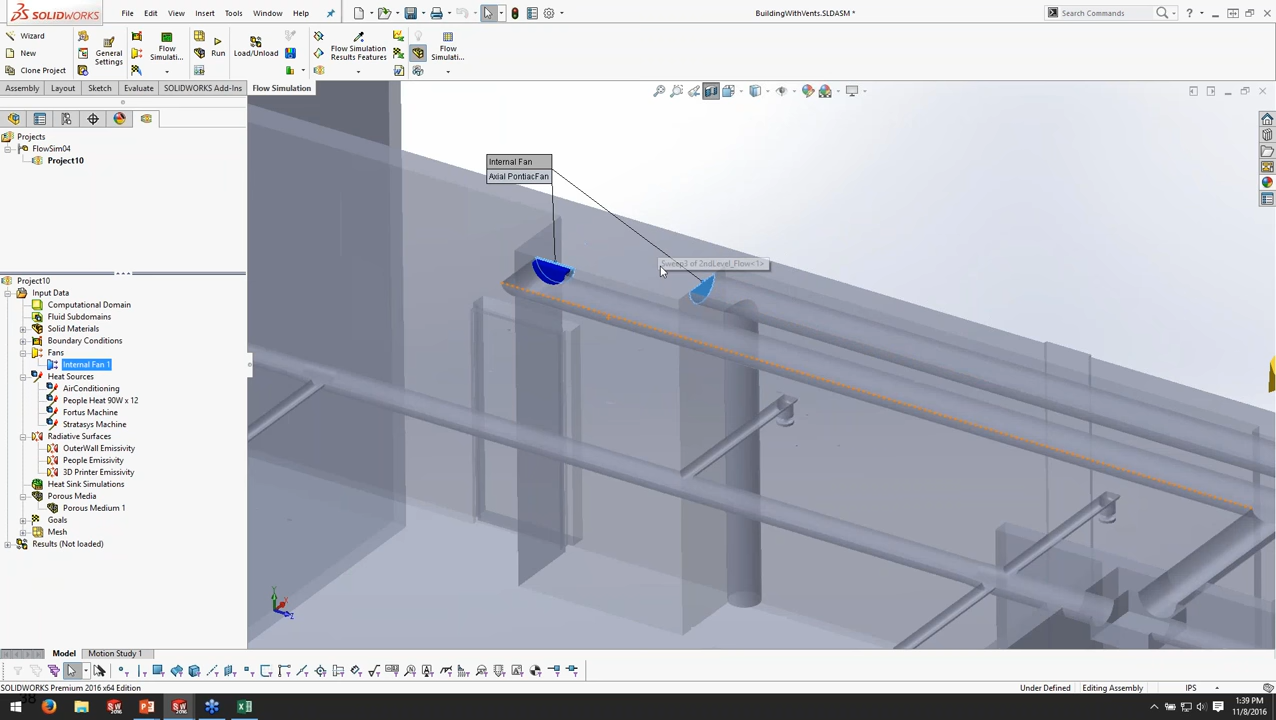 SOLIDWORKS
File Edit View Insert Tools Window Help
BuildingWithVents.SLDASM *
Search Commands
Wizard
New
Clone Project
General Settings
Flow Simulati...
Run
Load/Unload
Flow Simulation Results Features
Flow Simulati...
Assembly Layout Sketch Evaluate SOLIDWORKS Add-Ins Flow Simulation
Projects
FlowSim04
Project10
Internal Fan
Axial PontiacFan
Sweep3 of 2ndLevel_Flow<1>
Project10
Input Data
Computational Domain
Fluid Subdomains
Solid Materials
Boundary Conditions
Fans
Internal Fan 1
Heat Sources
AirConditioning
People Heat 90W x 12
Fortus Machine
Stratasys Machine
Radiative Surfaces
OuterWall Emissivity
People Emissivity
3D Printer Emissivity
Heat Sink Simulations
Porous Media
Porous Medium 1
Goals
Mesh
Results (Not loaded)
Model Motion Study 1
SOLIDWORKS Premium 2016 x64 Edition
Under Defined Editing Assembly IPS
1:39 PM
11/8/2016